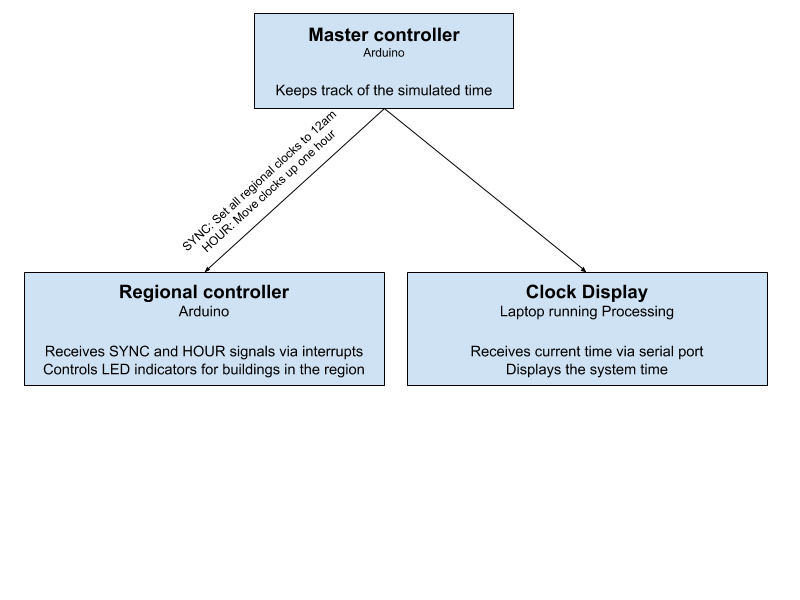 Master controller
Arduino
Keeps track of the simulated time
SYNC: Set all regional clocks to 12am
HOUR: Move clocks up one hour
Regional controller
Arduino
Receives SYNC and HOUR signals via interrupts
Controls LED indicators for buildings in the region
Clock Display
Laptop running Processing
Receives current time via serial port
Displays the system time